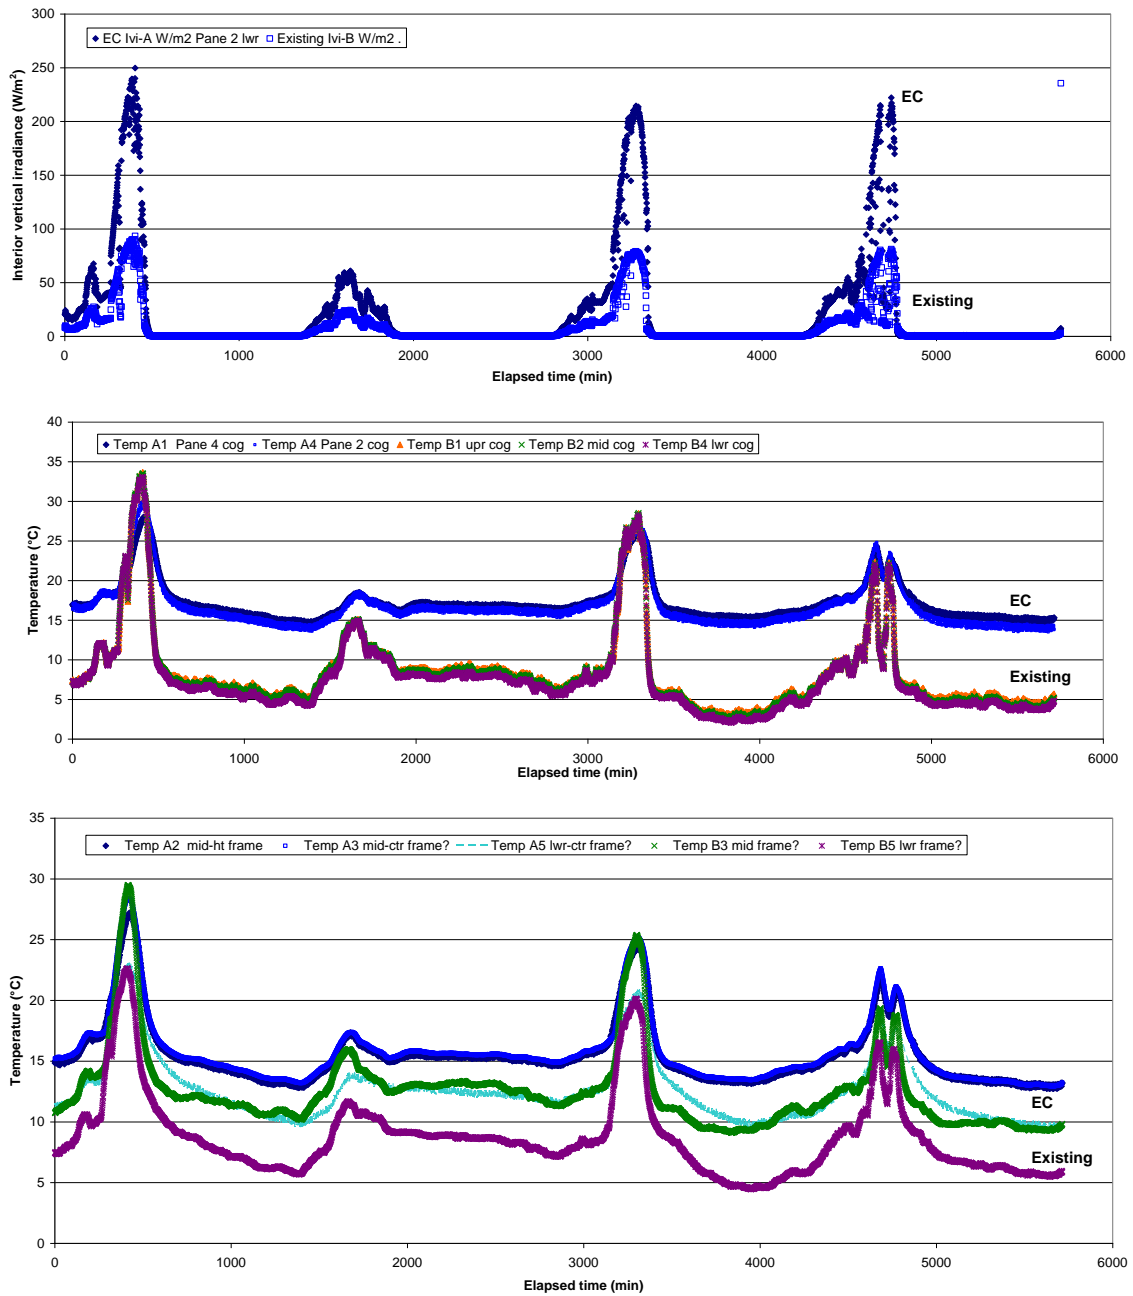 300
250
200
150
100
50
0
Interior vertical irradiance (W/m²)
EC Ivi-A W/m2 Pane 2 lwr Existing Ivi-B W/m2 .
EC
Existing
0 1000 2000 3000 4000 5000 6000
Elapsed time (min)
40
35
30
25
20
15
10
5
0
Temperature (°C)
Temp A1 Pane 4 cog Temp A4 Pane 2 cog Temp B1 upr cog Temp B2 mid cog Temp B4 lwr cog
EC
Existing
0 1000 2000 3000 4000 5000 6000
Elapsed time (min)
35
30
25
20
15
10
5
0
Temperature (°C)
Temp A2 mid-ht frame Temp A3 mid-ctr frame? Temp A5 lwr-ctr frame? Temp B3 mid frame? Temp B5 lwr frame?
EC
Existing
0 1000 2000 3000 4000 5000 6000
Elapsed time (min)